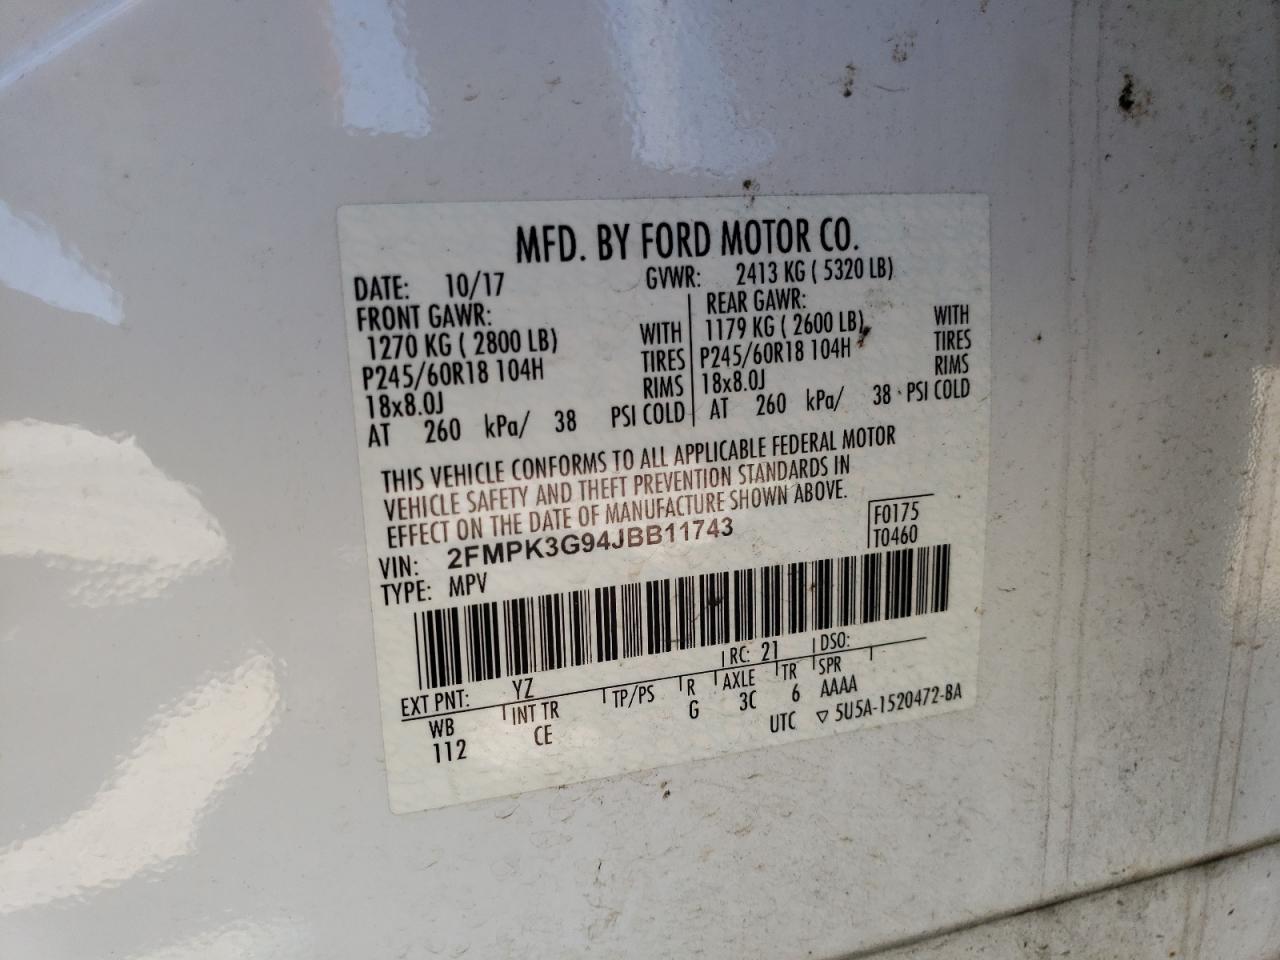 MFD. BY FORD MOTOR CO.
DATE: 10/17 GVWR: 2413 KG ( 5320 LB)
FRONT GAWR:
1270 KG ( 2800 LB) WITH
P245/60R18 104H TIRES
18x8.0J RIMS
AT 260 kPa/ 38 PSI COLD
REAR GAWR:
1179 KG ( 2600 LB) WITH
P245/60R18 104H TIRES
18x8.0J RIMS
AT 260 kPa/ 38 PSI COLD
THIS VEHICLE CONFORMS TO ALL APPLICABLE FEDERAL MOTOR
VEHICLE SAFETY AND THEFT PREVENTION STANDARDS IN
EFFECT ON THE DATE OF MANUFACTURE SHOWN ABOVE.
VIN: 2FMPK3G94JBB11743
TYPE: MPV
F0175
T0460
EXT PNT: YZ RC: 21 DSO:
WB INT TR TP/PS R AXLE TR SPR
112 CE G 3C 6 AAAA
UTC ▽ 5U5A-1520472-BA